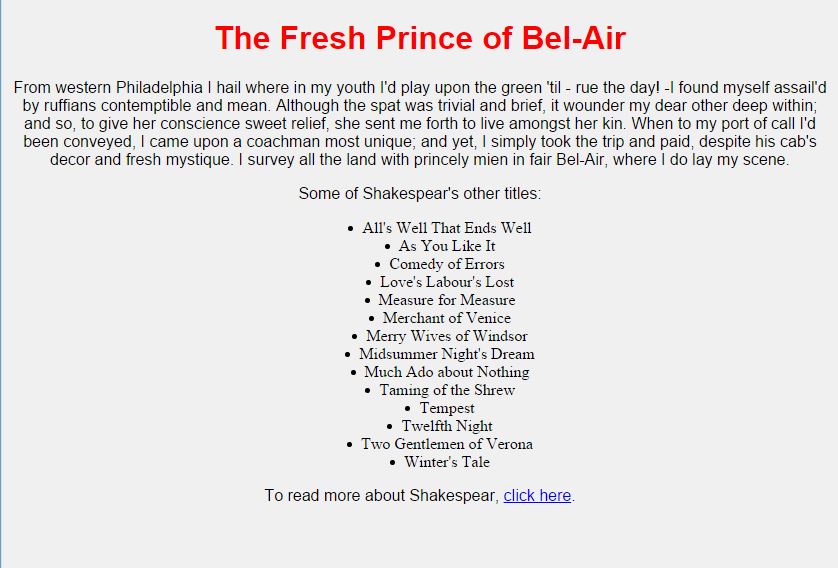 The Fresh Prince of Bel-Air
From western Philadelphia I hail where in my youth I'd play upon the green 'til - rue the day! -I found myself assail'd
by ruffians contemptible and mean. Although the spat was trivial and brief, it wounder my dear other deep within;
and so, to give her conscience sweet relief, she sent me forth to live amongst her kin. When to my port of call I'd
been conveyed, I came upon a coachman most unique; and yet, I simply took the trip and paid, despite his cab's
decor and fresh mystique. I survey all the land with princely mien in fair Bel-Air, where I do lay my scene.
Some of Shakespear's other titles:
• All's Well That Ends Well
• As You Like It
• Comedy of Errors
• Love's Labour's Lost
• Measure for Measure
• Merchant of Venice
• Merry Wives of Windsor
• Midsummer Night's Dream
• Much Ado about Nothing
• Taming of the Shrew
• Tempest
• Twelfth Night
• Two Gentlemen of Verona
• Winter's Tale
To read more about Shakespear, click here.